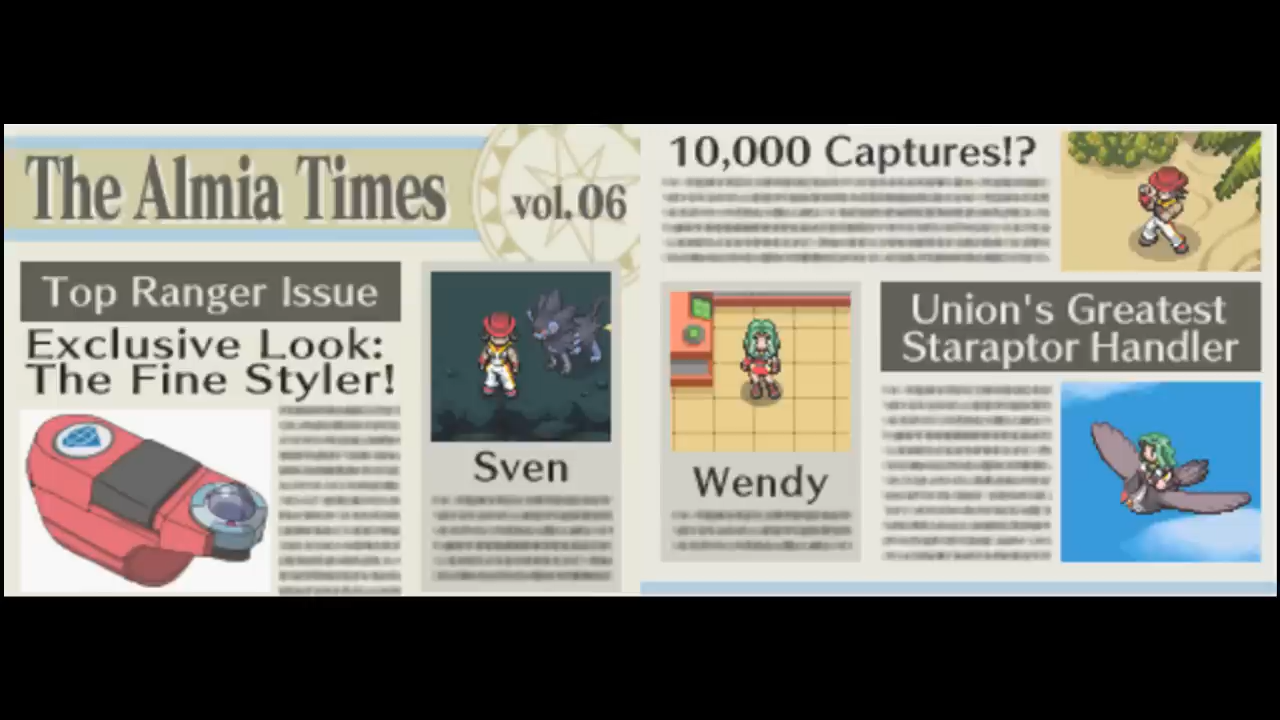 The Almia Times
vol.06
Top Ranger Issue
Exclusive Look:
The Fine Styler!
Sven
10,000 Captures!?
Wendy
Union's Greatest
Staraptor Handler